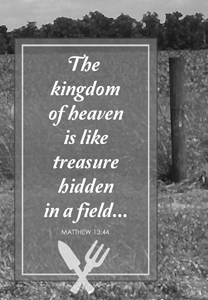 The
kingdom
of heaven
is like
treasure
hidden
in a field...
MATTHEW 13:44